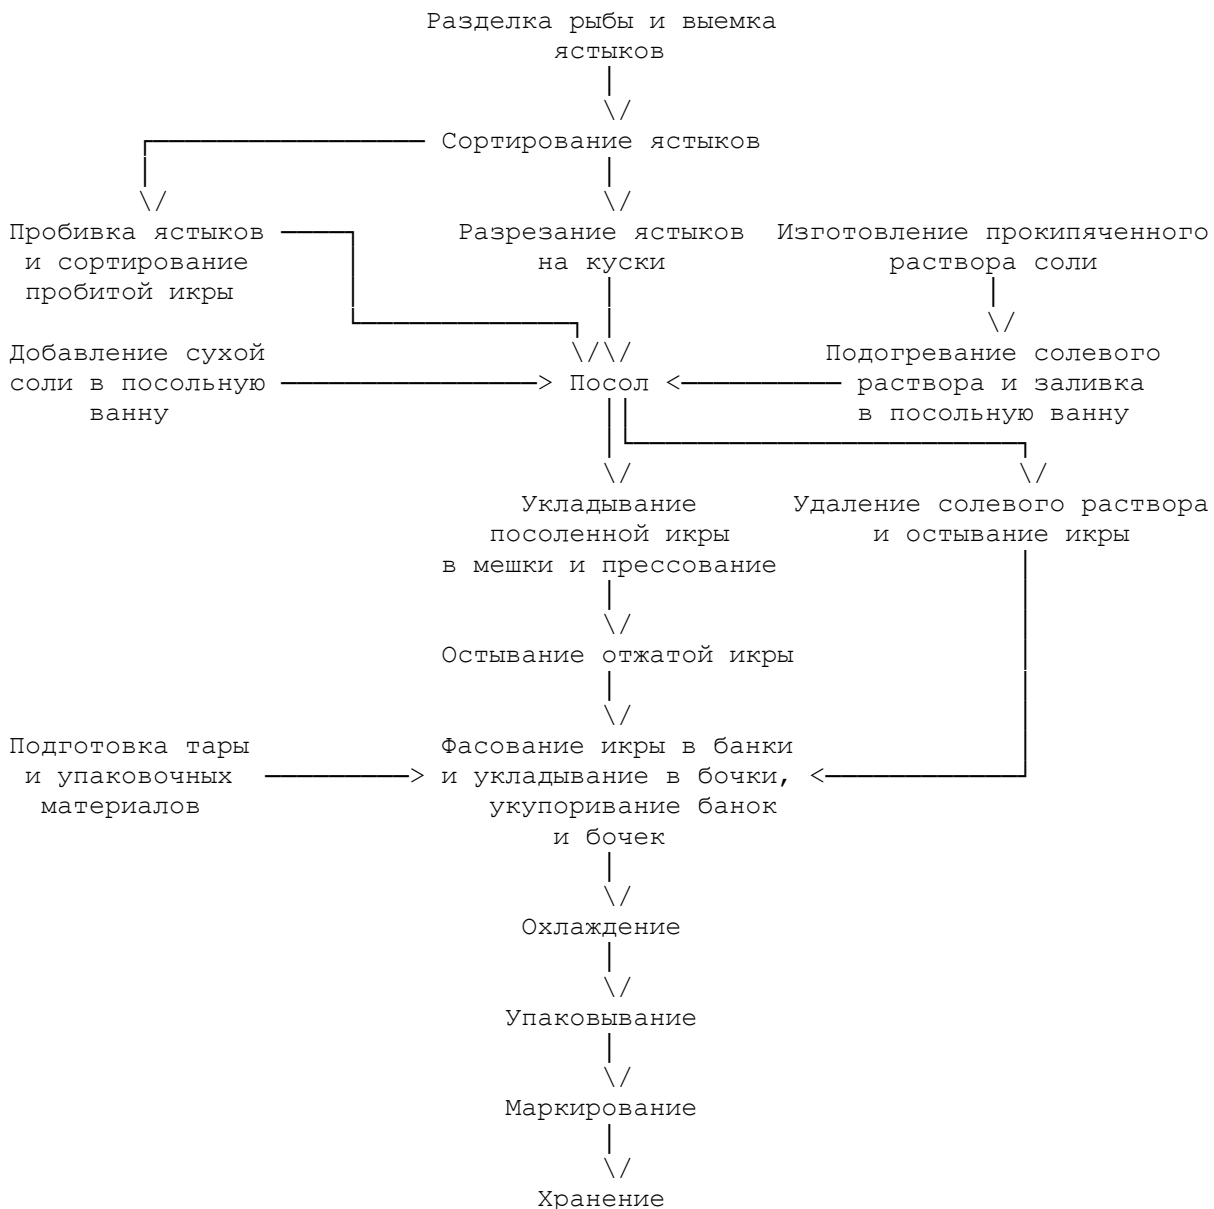 Разделка рыбы и выемка
ястыков
Сортирование ястыков
Пробивка ястыков
и сортирование
пробитой икры
Разрезание ястыков
на куски
Изготовление прокипяченного
раствора соли
Добавление сухой
соли в посольную
ванну
Посол
Подогревание солевого
раствора и заливка
в посольную ванну
Укладывание
посоленной икры
в мешки и прессование
Удаление солевого раствора
и остывание икры
Остывание отжатой икры
Подготовка тары
и упаковочных
материалов
Фасование икры в банки
и укладывание в бочки,
укупоривание банок
и бочек
Охлаждение
Упаковывание
Маркирование
Хранение